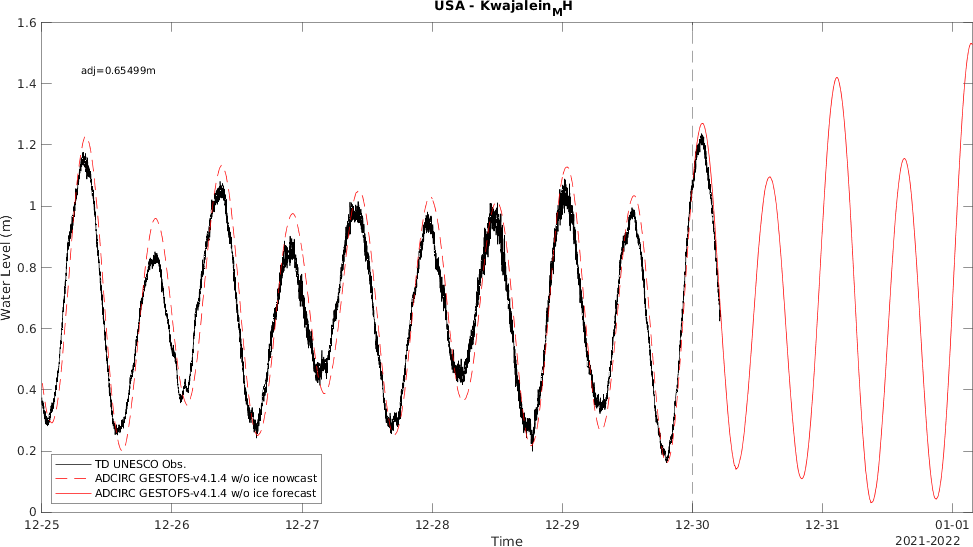 USA - Kwajalein_MH
adj=0.65499m
1.6
1.4
1.2
1
0.8
0.6
0.4
0.2
0
Water Level (m)
TD UNESCO Obs.
ADCIRC GESTOFS-v4.1.4 w/o ice nowcast
ADCIRC GESTOFS-v4.1.4 w/o ice forecast
12-25 12-26 12-27 12-28 12-29 12-30 12-31 01-01
Time
2021-2022